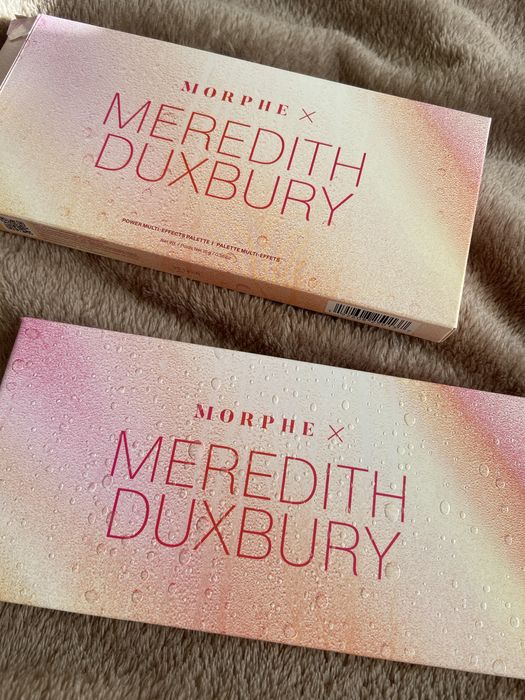 MORPHE X
MEREDITH
DUXBURY
POWER MULTI-EFFECTS PALETTE | PALETTE MULTI-EFFETS
MORPHE X
MEREDITH
DUXBURY